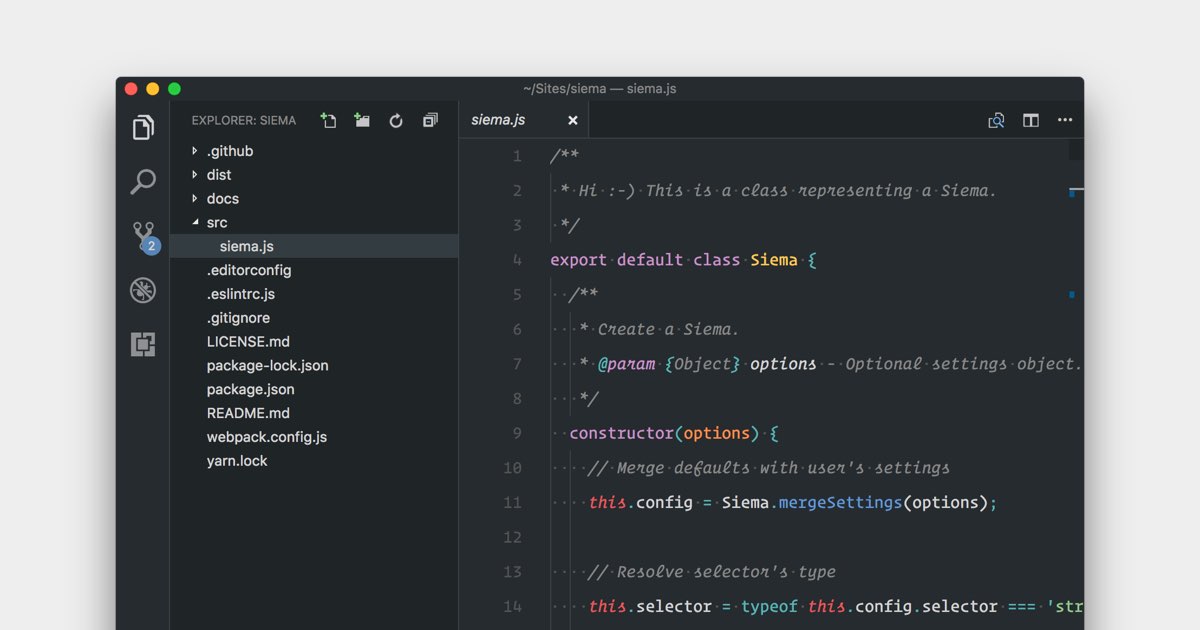 ~/Sites/siema — siema.js
EXPLORER: SIEMA
.github
dist
docs
src
siema.js
.editorconfig
.eslintrc.js
.gitignore
LICENSE.md
package-lock.json
package.json
README.md
webpack.config.js
yarn.lock
2
siema.js
1 /**
2 * Hi :-) This is a class representing a Siema.
3 */
4 export default class Siema {
5 /**
6 * Create a Siema.
7 * @param {Object} options - Optional settings object.
8 */
9 constructor(options) {
10 // Merge defaults with user's settings
11 this.config = Siema.mergeSettings(options);
12
13 // Resolve selector's type
14 this.selector = typeof this.config.selector === 'str